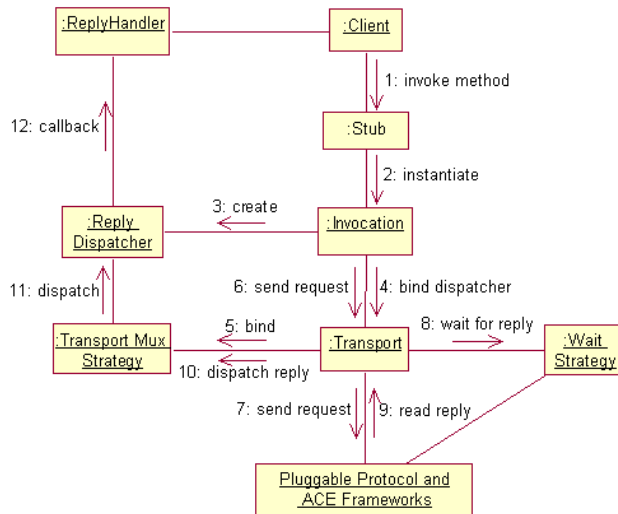 :ReplyHandler
:Client
1: invoke method
12: callback
:Stub
2: instantiate
3: create
:Reply
Dispatcher
:Invocation
11: dispatch
6: send request
4: bind dispatcher
5: bind
8: wait for reply
:Transport Mux
Strategy
:Transport
:Wait
Strategy
10: dispatch reply
7: send request
9: read reply
Pluggable Protocol and
ACE Frameworks